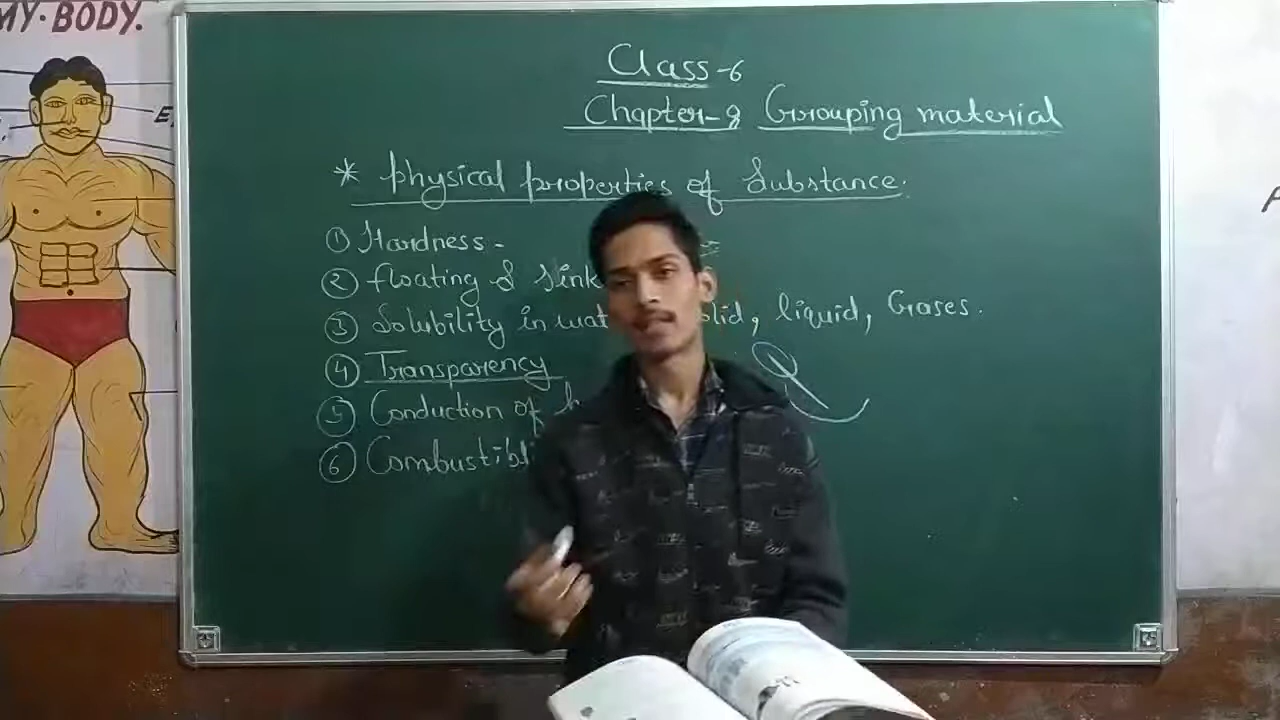 MY·BODY.
Class-6
Chapter-8 Grouping material
* Physical properties of Substance.
① Hardness -
② floating & Sink
③ Solubility in wat olid, liquid, Gases.
④ Transparency
⑤ Conduction of h
⑥ Combustibli